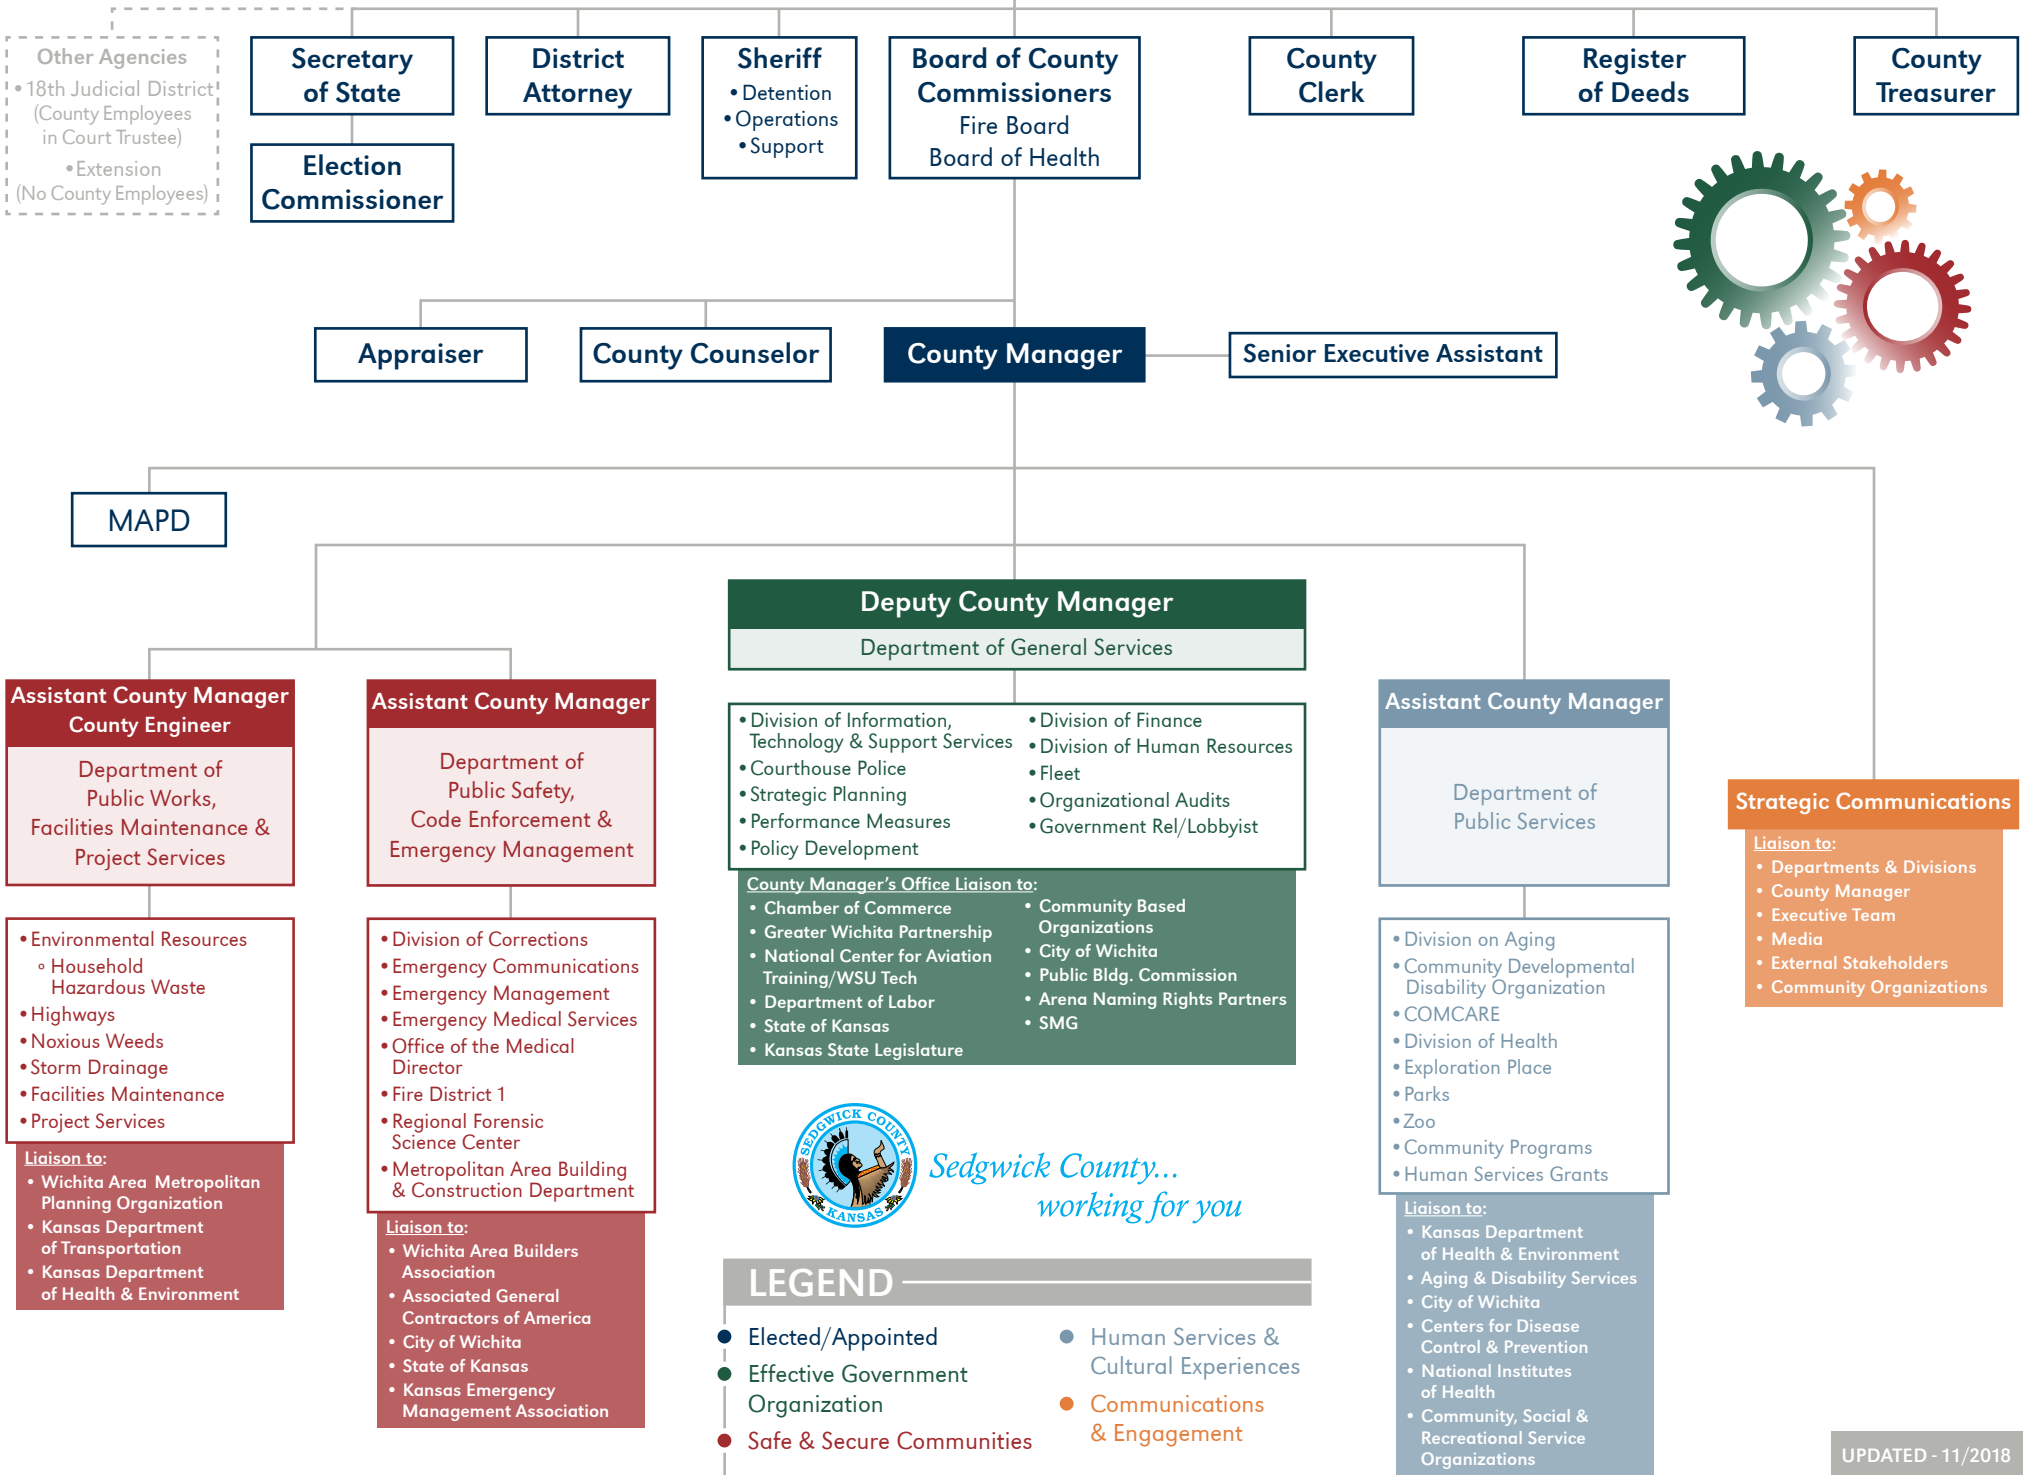 Other Agencies
• 18th Judicial District
(County Employees
in Court Trustee)
• Extension
(No County Employees)
Secretary
of State
Election
Commissioner
District
Attorney
Sheriff
• Detention
• Operations
• Support
Board of County
Commissioners
Fire Board
Board of Health
County
Clerk
Register
of Deeds
County
Treasurer
Appraiser
County Counselor
County Manager
Senior Executive Assistant
MAPD
Deputy County Manager
Department of General Services
• Division of Information,
Technology & Support Services
• Courthouse Police
• Strategic Planning
• Performance Measures
• Policy Development
• Division of Finance
• Division of Human Resources
• Fleet
• Organizational Audits
• Government Rel/Lobbyist
County Manager's Office Liaison to:
• Chamber of Commerce
• Greater Wichita Partnership
• National Center for Aviation
Training/WSU Tech
• Department of Labor
• State of Kansas
• Kansas State Legislature
• Community Based
Organizations
• City of Wichita
• Public Bldg. Commission
• Arena Naming Rights Partners
• SMG
Assistant County Manager
County Engineer
Department of
Public Works,
Facilities Maintenance &
Project Services
• Environmental Resources
° Household
Hazardous Waste
• Highways
• Noxious Weeds
• Storm Drainage
• Facilities Maintenance
• Project Services
Liaison to:
• Wichita Area Metropolitan
Planning Organization
• Kansas Department
of Transportation
• Kansas Department
of Health & Environment
Assistant County Manager
Department of
Public Safety,
Code Enforcement &
Emergency Management
• Division of Corrections
• Emergency Communications
• Emergency Management
• Emergency Medical Services
• Office of the Medical
Director
• Fire District 1
• Regional Forensic
Science Center
• Metropolitan Area Building
& Construction Department
Liaison to:
• Wichita Area Builders
Association
• Associated General
Contractors of America
• City of Wichita
• State of Kansas
• Kansas Emergency
Management Association
Assistant County Manager
Department of
Public Services
• Division on Aging
• Community Developmental
Disability Organization
• COMCARE
• Division of Health
• Exploration Place
• Parks
• Zoo
• Community Programs
• Human Services Grants
Liaison to:
• Kansas Department
of Health & Environment
• Aging & Disability Services
• City of Wichita
• Centers for Disease
Control & Prevention
• National Institutes
of Health
• Community, Social &
Recreational Service
Organizations
Strategic Communications
Liaison to:
• Departments & Divisions
• County Manager
• Executive Team
• Media
• External Stakeholders
• Community Organizations
SEDGWICK COUNTY
KANSAS
Sedgwick County...
working for you
LEGEND
Elected/Appointed
Effective Government
Organization
Safe & Secure Communities
Human Services &
Cultural Experiences
Communications
& Engagement
UPDATED - 11/2018